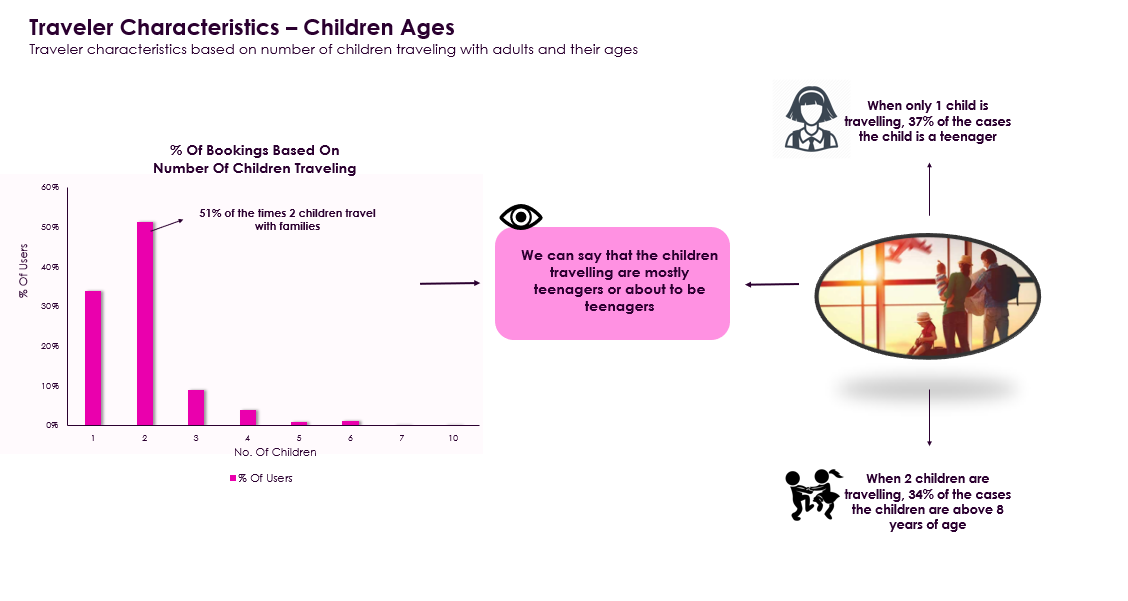 Traveler Characteristics – Children Ages
Traveler characteristics based on number of children traveling with adults and their ages
% Of Bookings Based On
Number Of Children Traveling
60%
50%
40%
30%
20%
10%
0%
% Of Users
51% of the times 2 children travel
with families
1 2 3 4 5 6 7 10
No. Of Children
% Of Users
We can say that the children
travelling are mostly
teenagers or about to be
teenagers
When only 1 child is
travelling, 37% of the cases
the child is a teenager
When 2 children are
travelling, 34% of the cases
the children are above 8
years of age